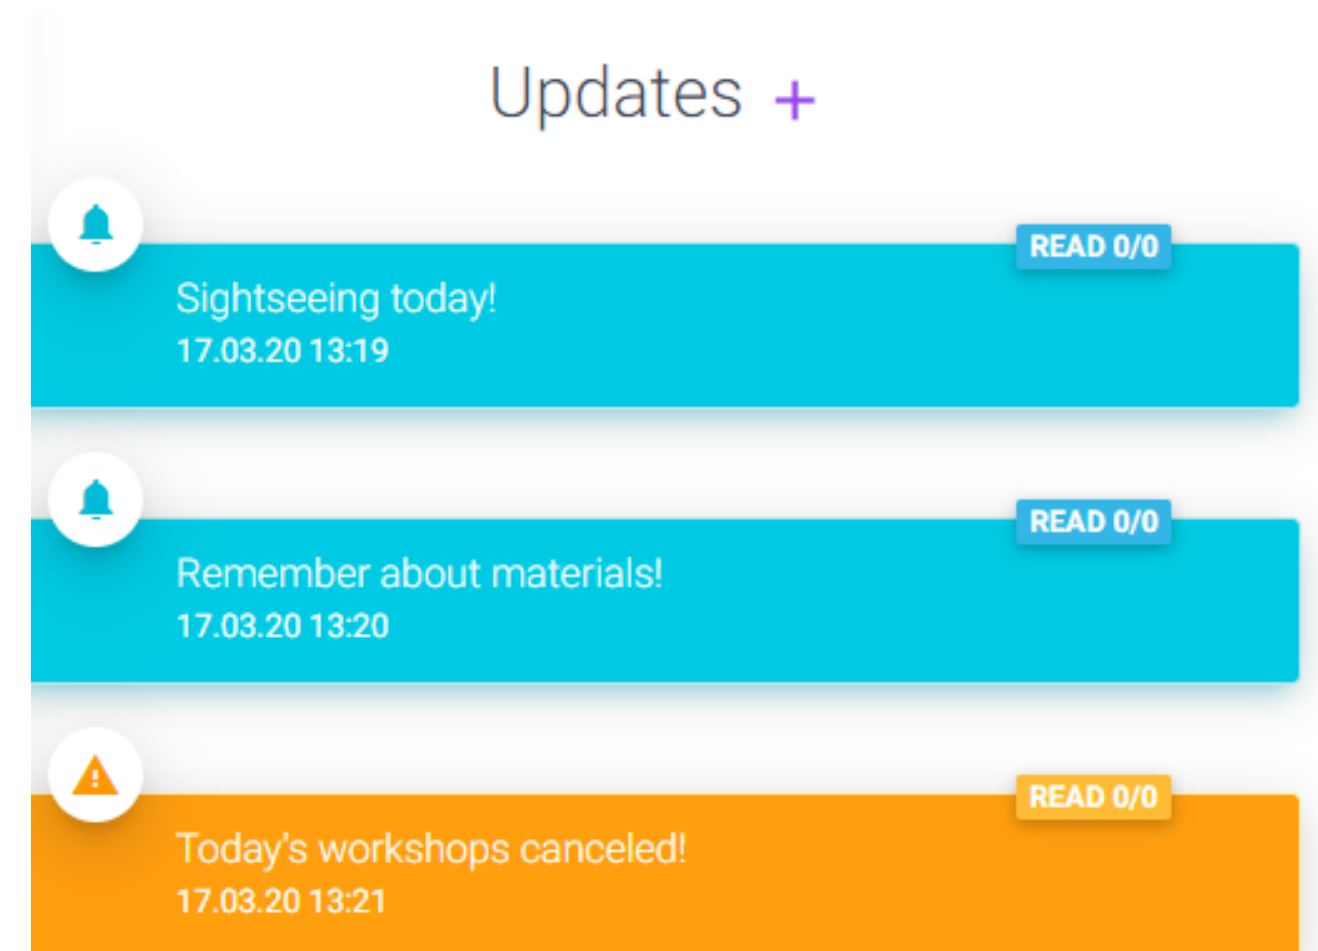 Updates +
READ 0/0
Sightseeing today!
17.03.20 13:19
READ 0/0
Remember about materials!
17.03.20 13:20
READ 0/0
Today's workshops canceled!
17.03.20 13:21